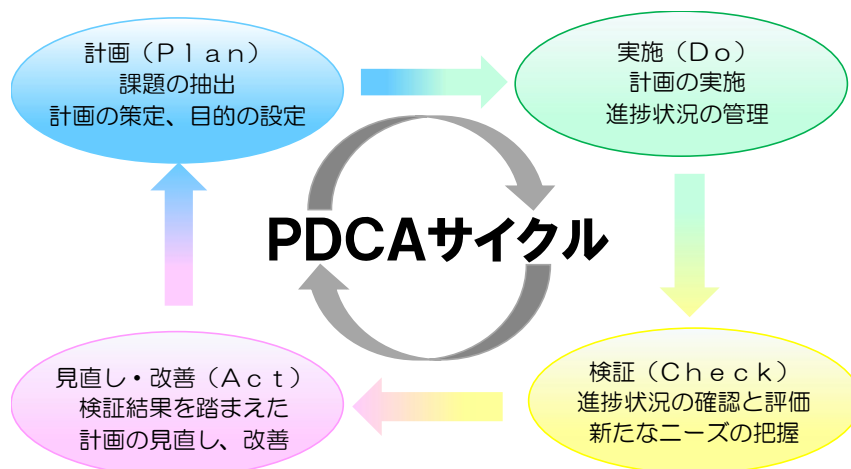 計画（Ｐｌａｎ）
課題の抽出
計画の策定、目的の設定
実施（Ｄｏ）
計画の実施
進捗状況の管理
PDCAサイクル
見直し・改善（Ａｃｔ）
検証結果を踏まえた
計画の見直し、改善
検証（Ｃｈｅｃｋ）
進捗状況の確認と評価
新たなニーズの把握